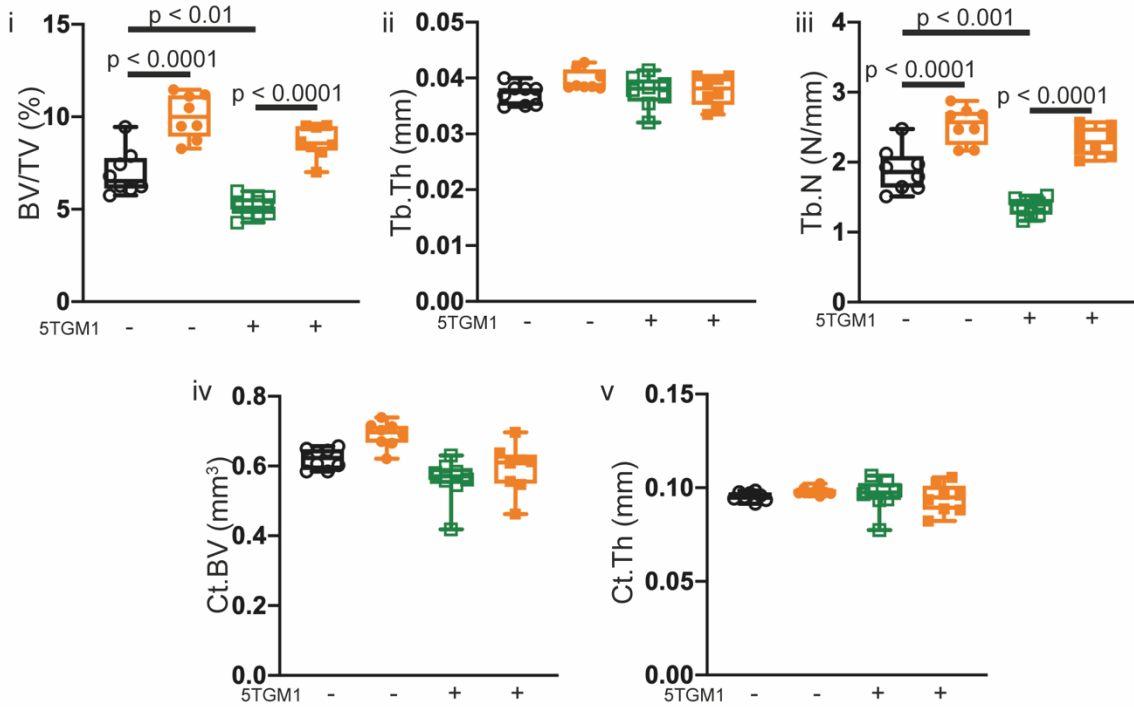 i
BV/TV (%)
15
10
5
0
p < 0.01
p < 0.0001
p < 0.0001
5TGM1 - - + +
ii
Tb.Th (mm)
0.05
0.04
0.03
0.02
0.01
0.00
5TGM1 - - + +
iii
Tb.N (N/mm)
4
3
2
1
0
p < 0.001
p < 0.0001
p < 0.0001
5TGM1 - - + +
iv
Ct.BV (mm³)
0.8
0.6
0.4
0.2
0.0
5TGM1 - - + +
v
Ct.Th (mm)
0.15
0.10
0.05
0.00
5TGM1 - - + +